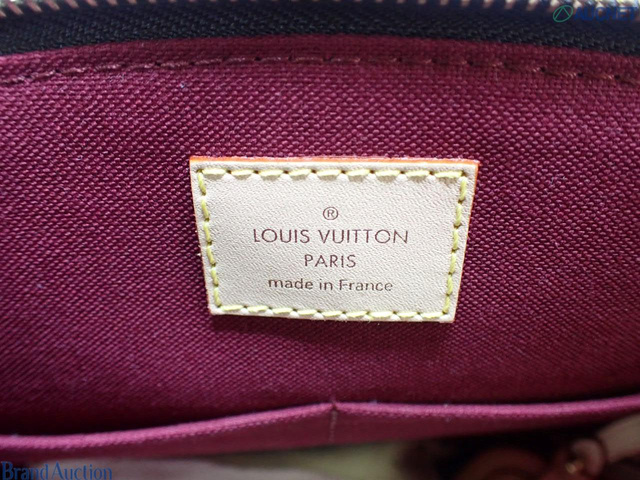 ®
LOUIS VUITTON
PARIS
made in France
Brand Auction